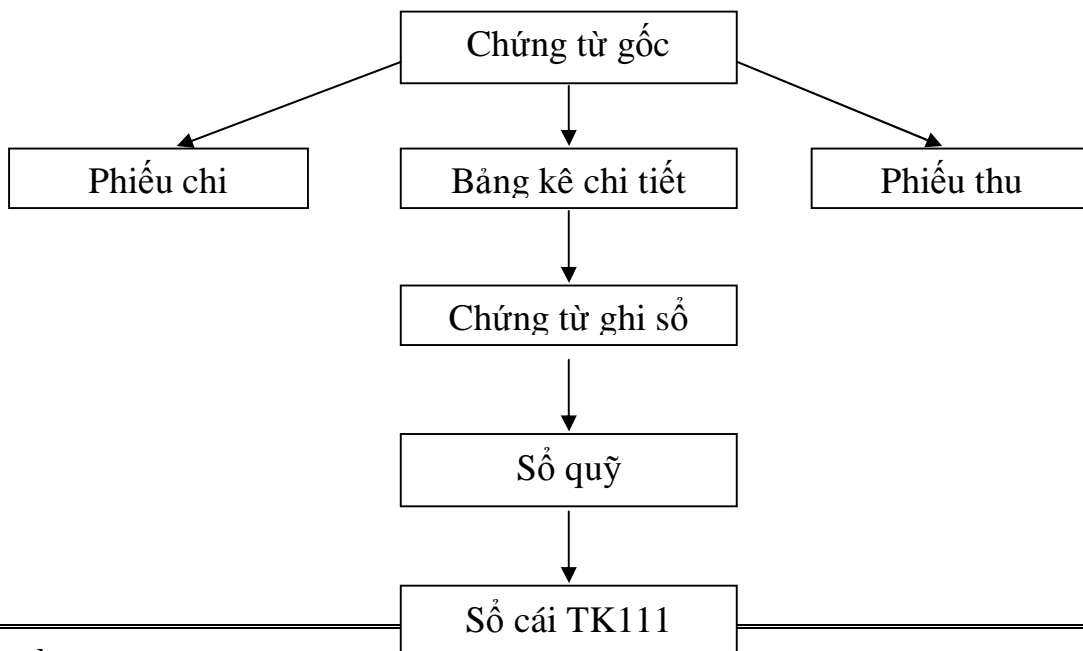 Chứng từ gốc
Phiếu chi
Bảng kê chi tiết
Phiếu thu
Chứng từ ghi sổ
Sổ quỹ
Sổ cái TK111